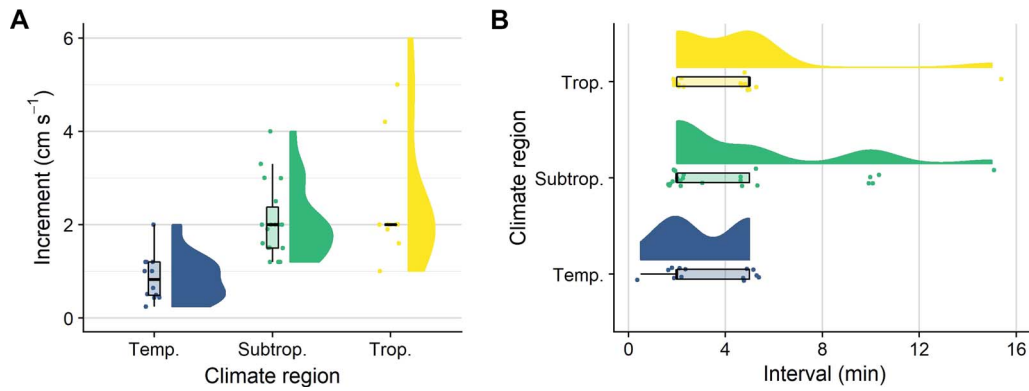 A
Increment (cm s⁻¹)
6
4
2
0
Temp.
Subtrop.
Trop.
Climate region
B
Climate region
Trop.
Subtrop.
Temp.
0
4
8
12
16
Interval (min)